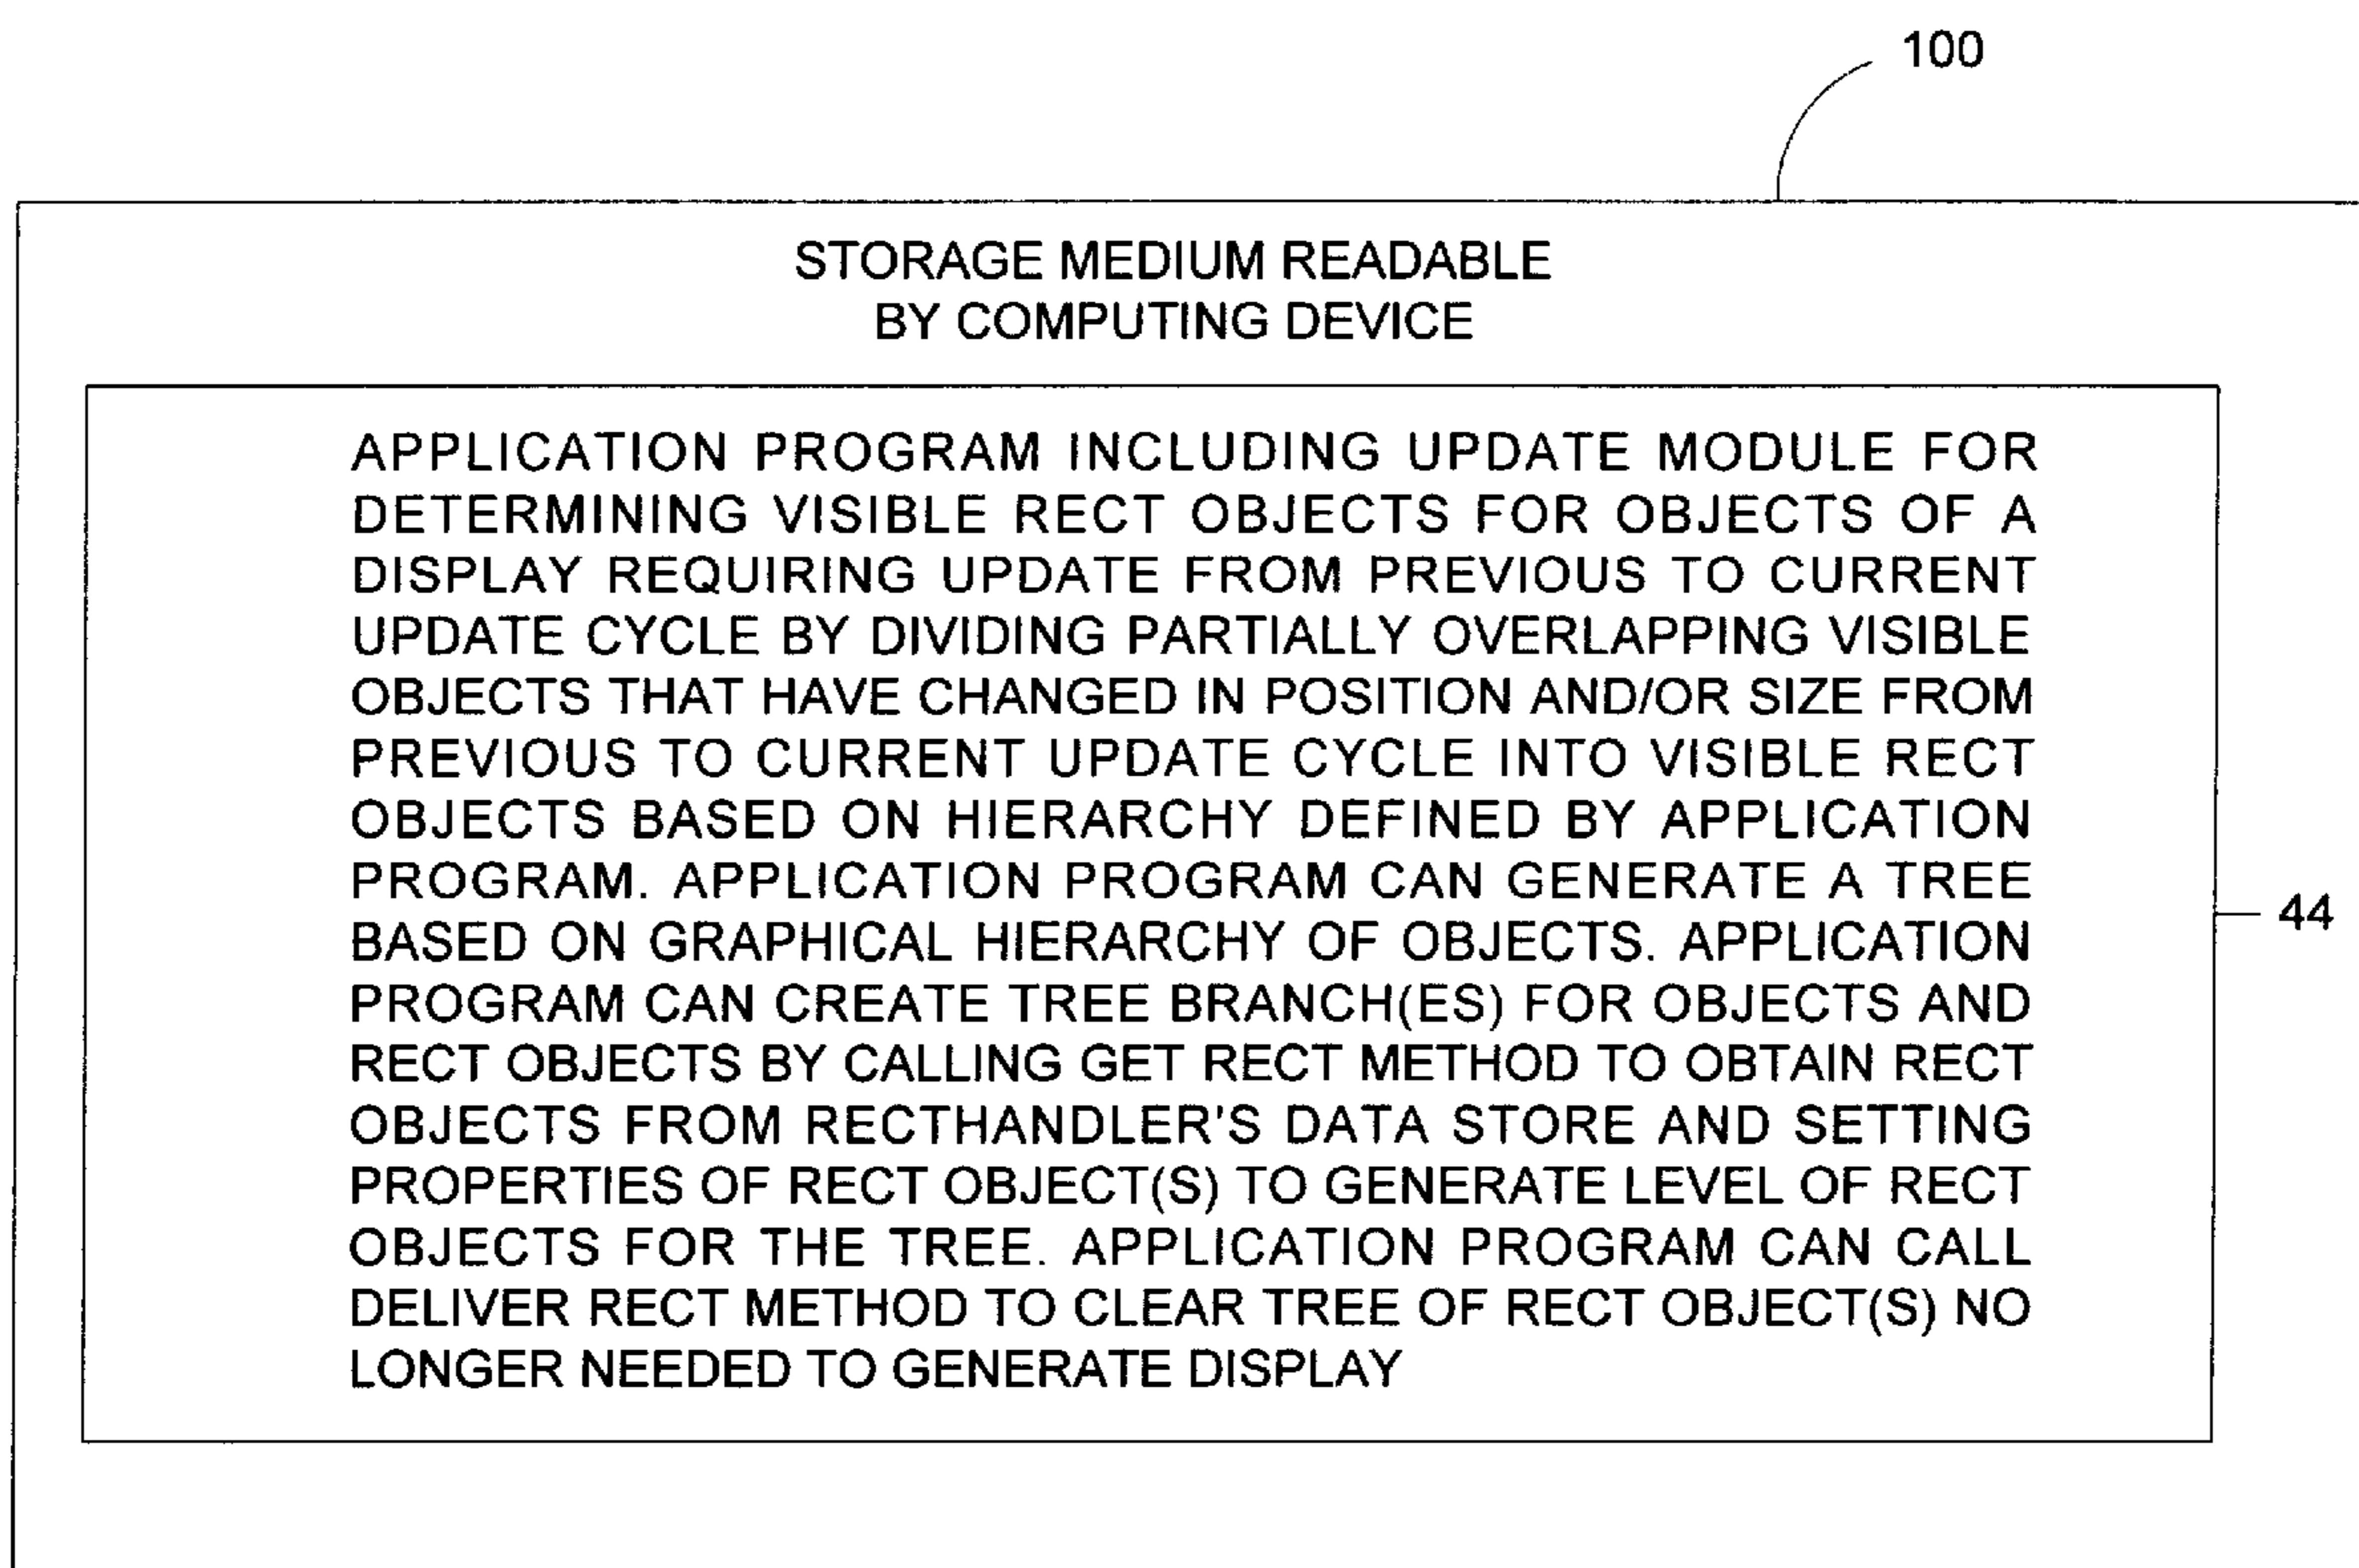 100
STORAGE MEDIUM READABLE
BY COMPUTING DEVICE
APPLICATION PROGRAM INCLUDING UPDATE MODULE FOR
DETERMINING VISIBLE RECT OBJECTS FOR OBJECTS OF A
DISPLAY REQUIRING UPDATE FROM PREVIOUS TO CURRENT
UPDATE CYCLE BY DIVIDING PARTIALLY OVERLAPPING VISIBLE
OBJECTS THAT HAVE CHANGED IN POSITION AND/OR SIZE FROM
PREVIOUS TO CURRENT UPDATE CYCLE INTO VISIBLE RECT
OBJECTS BASED ON HIERARCHY DEFINED BY APPLICATION
PROGRAM. APPLICATION PROGRAM CAN GENERATE A TREE
BASED ON GRAPHICAL HIERARCHY OF OBJECTS. APPLICATION
PROGRAM CAN CREATE TREE BRANCH(ES) FOR OBJECTS AND
RECT OBJECTS BY CALLING GET RECT METHOD TO OBTAIN RECT
OBJECTS FROM RECTHANDLER'S DATA STORE AND SETTING
PROPERTIES OF RECT OBJECT(S) TO GENERATE LEVEL OF RECT
OBJECTS FOR THE TREE. APPLICATION PROGRAM CAN CALL
DELIVER RECT METHOD TO CLEAR TREE OF RECT OBJECT(S) NO
LONGER NEEDED TO GENERATE DISPLAY
44